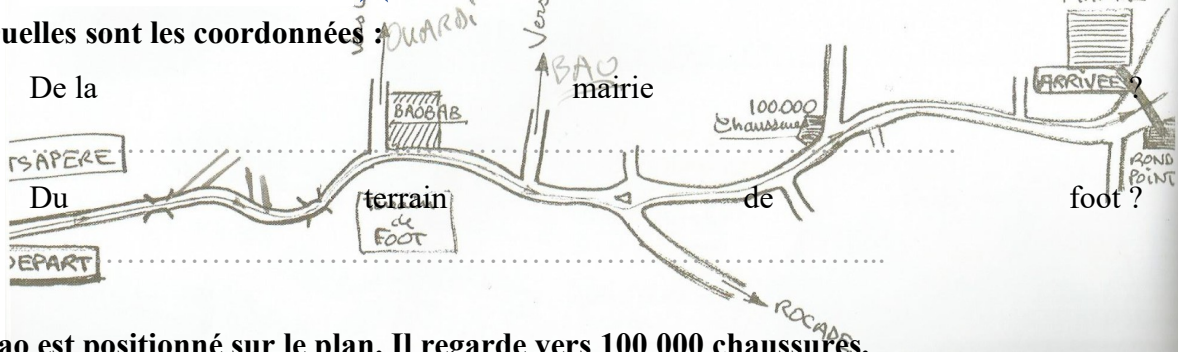 uelles sont les coordonnées :
OUARDI
Vers
BAO
De la mairie ?
ARRIVEE
BAOBAB
100.000
Chaussures
TSAPERE
ROND
POINT
Du terrain de foot ?
de
FOOT
DEPART
ROCADE
ao est positionné sur le plan. Il regarde vers 100 000 chaussures.